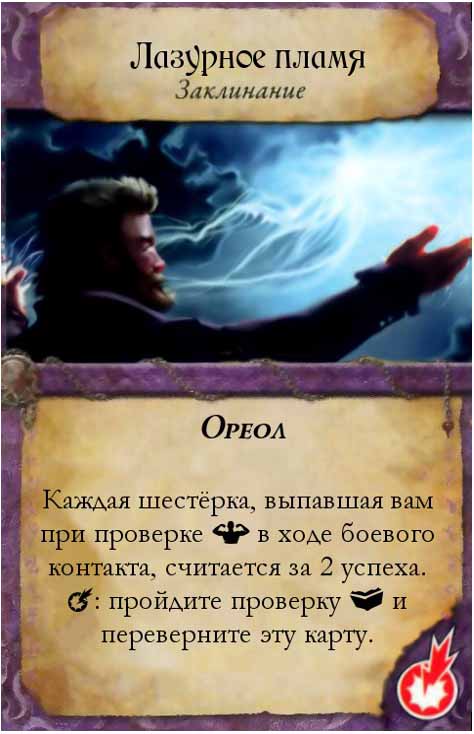 Лазурное пламя
Заклинание
Ореол
Каждая шестёрка, выпавшая вам
при проверке в ходе боевого
контакта, считается за 2 успеха.
: пройдите проверку и
переверните эту карту.